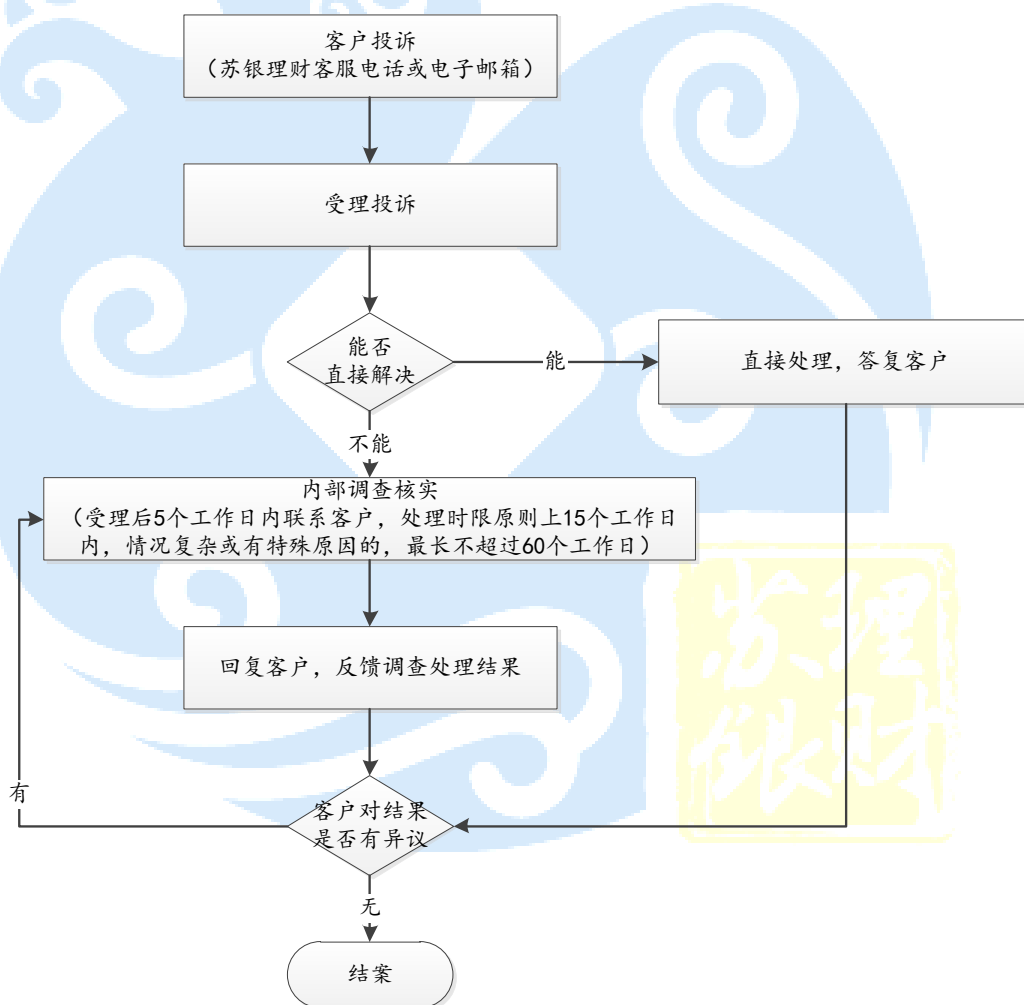 客户投诉
（苏银理财客服电话或电子邮箱）
受理投诉
能否
直接解决
能
直接处理，答复客户
不能
内部调查核实
（受理后5个工作日内联系客户，处理时限原则上15个工作日
内，情况复杂或有特殊原因的，最长不超过60个工作日）
回复客户，反馈调查处理结果
有
客户对结果
是否有异议
无
结案
苏理
银财